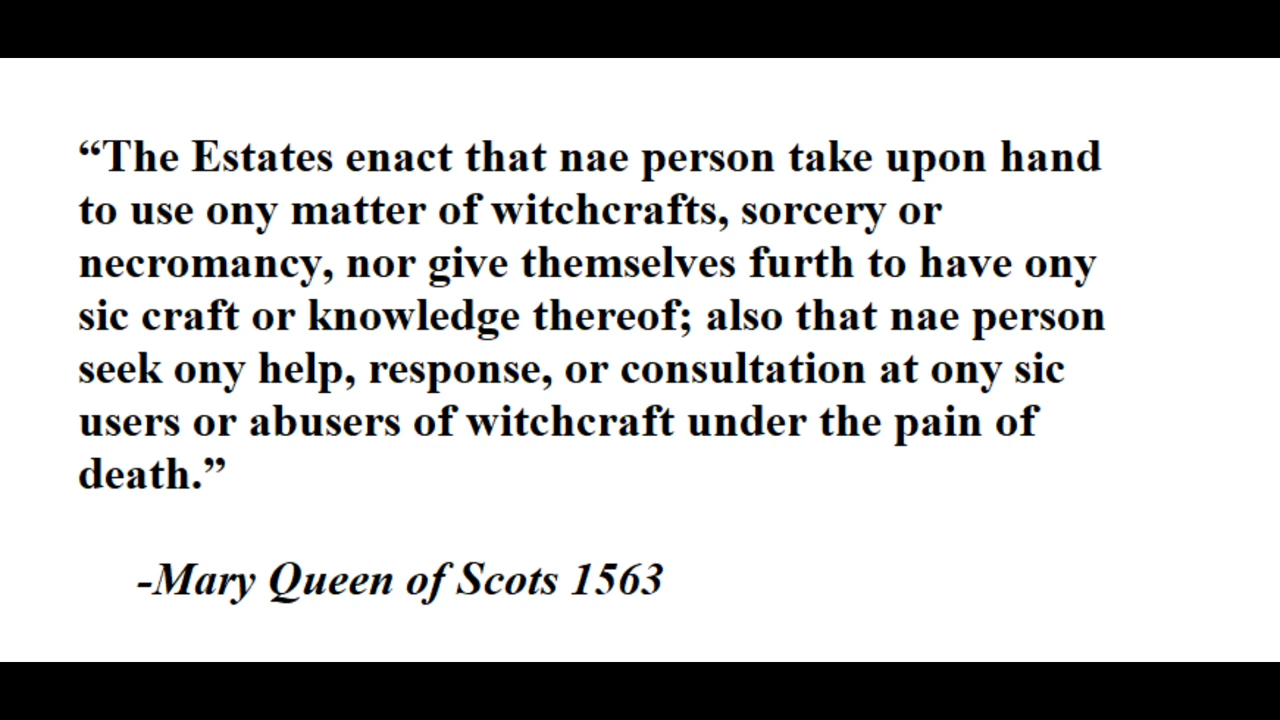 “The Estates enact that nae person take upon hand
to use ony matter of witchcrafts, sorcery or
necromancy, nor give themselves furth to have ony
sic craft or knowledge thereof; also that nae person
seek ony help, response, or consultation at ony sic
users or abusers of witchcraft under the pain of
death.”
-Mary Queen of Scots 1563